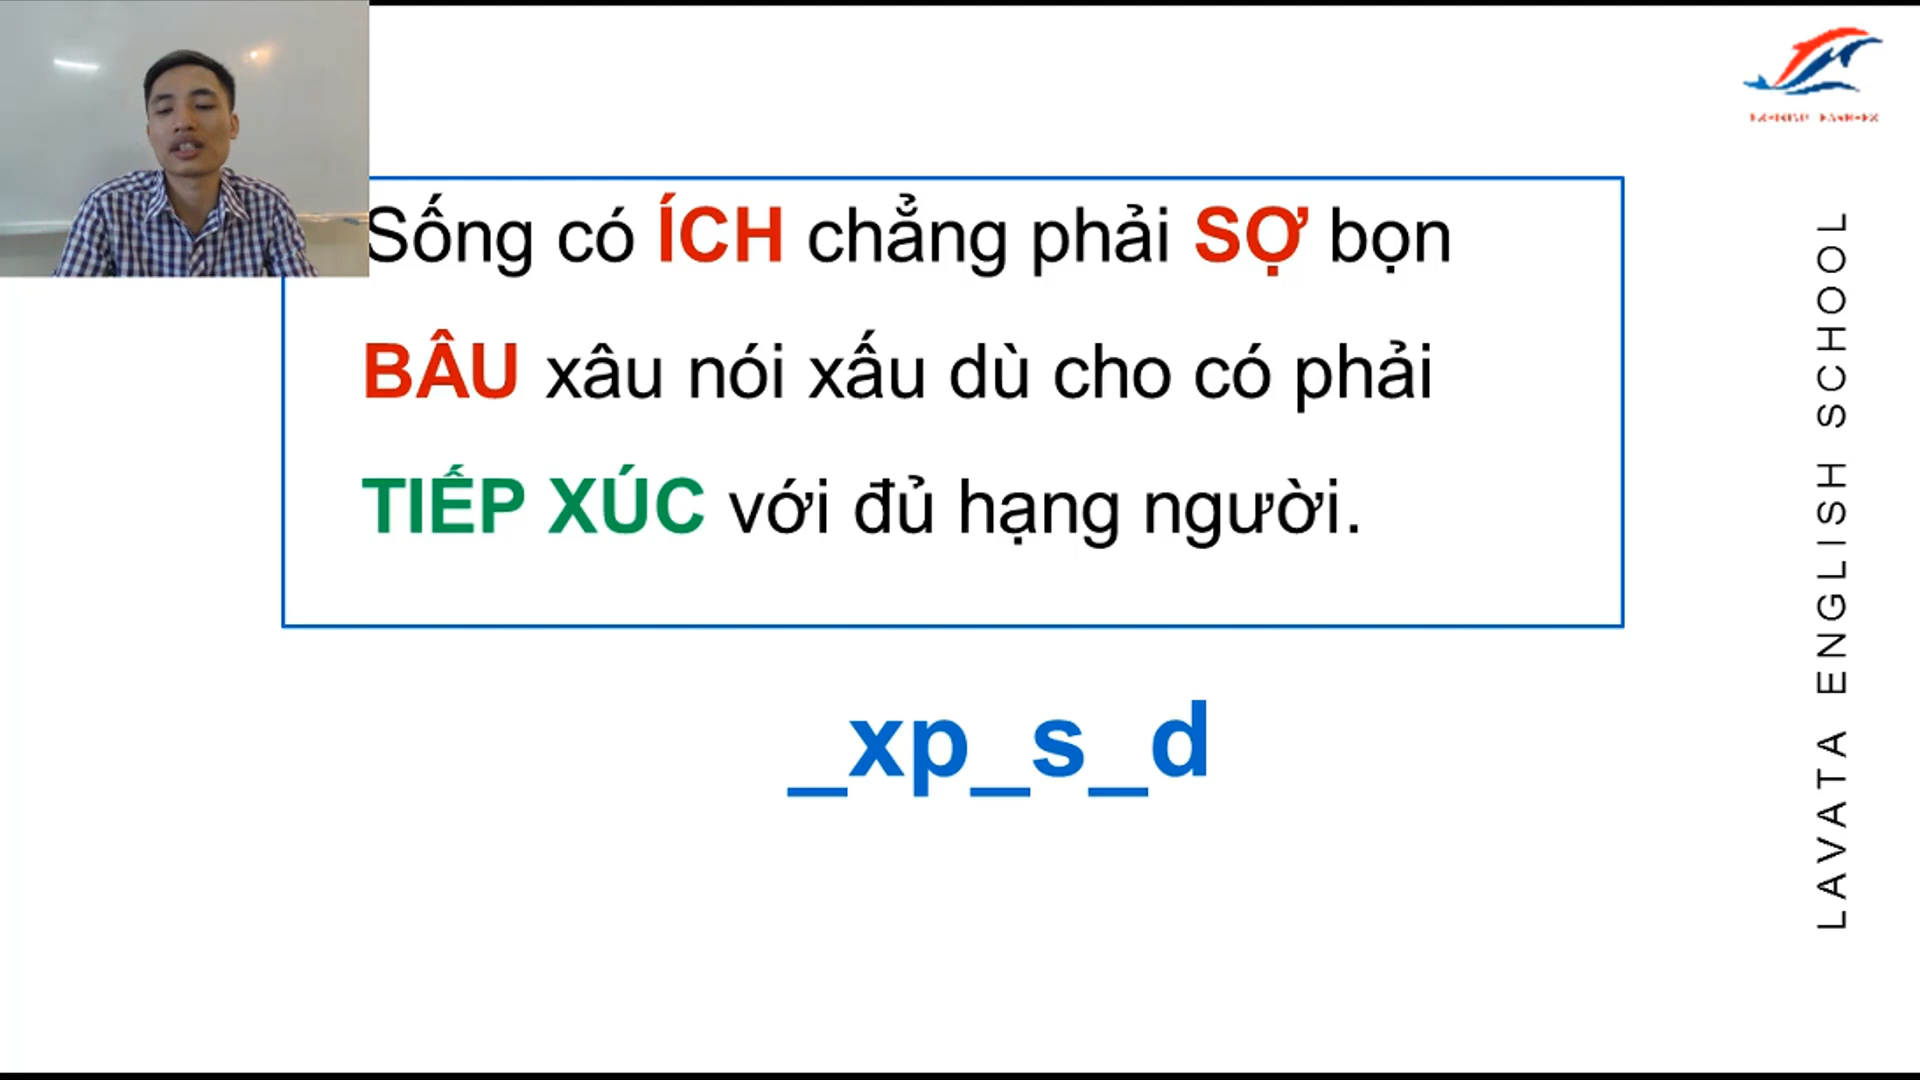 Sống có ÍCH chẳng phải SỢ bọn
BÂU xâu nói xấu dù cho có phải
TIẾP XÚC với đủ hạng người.
_xp_s_d
LAVATA ENGLISH SCHOOL